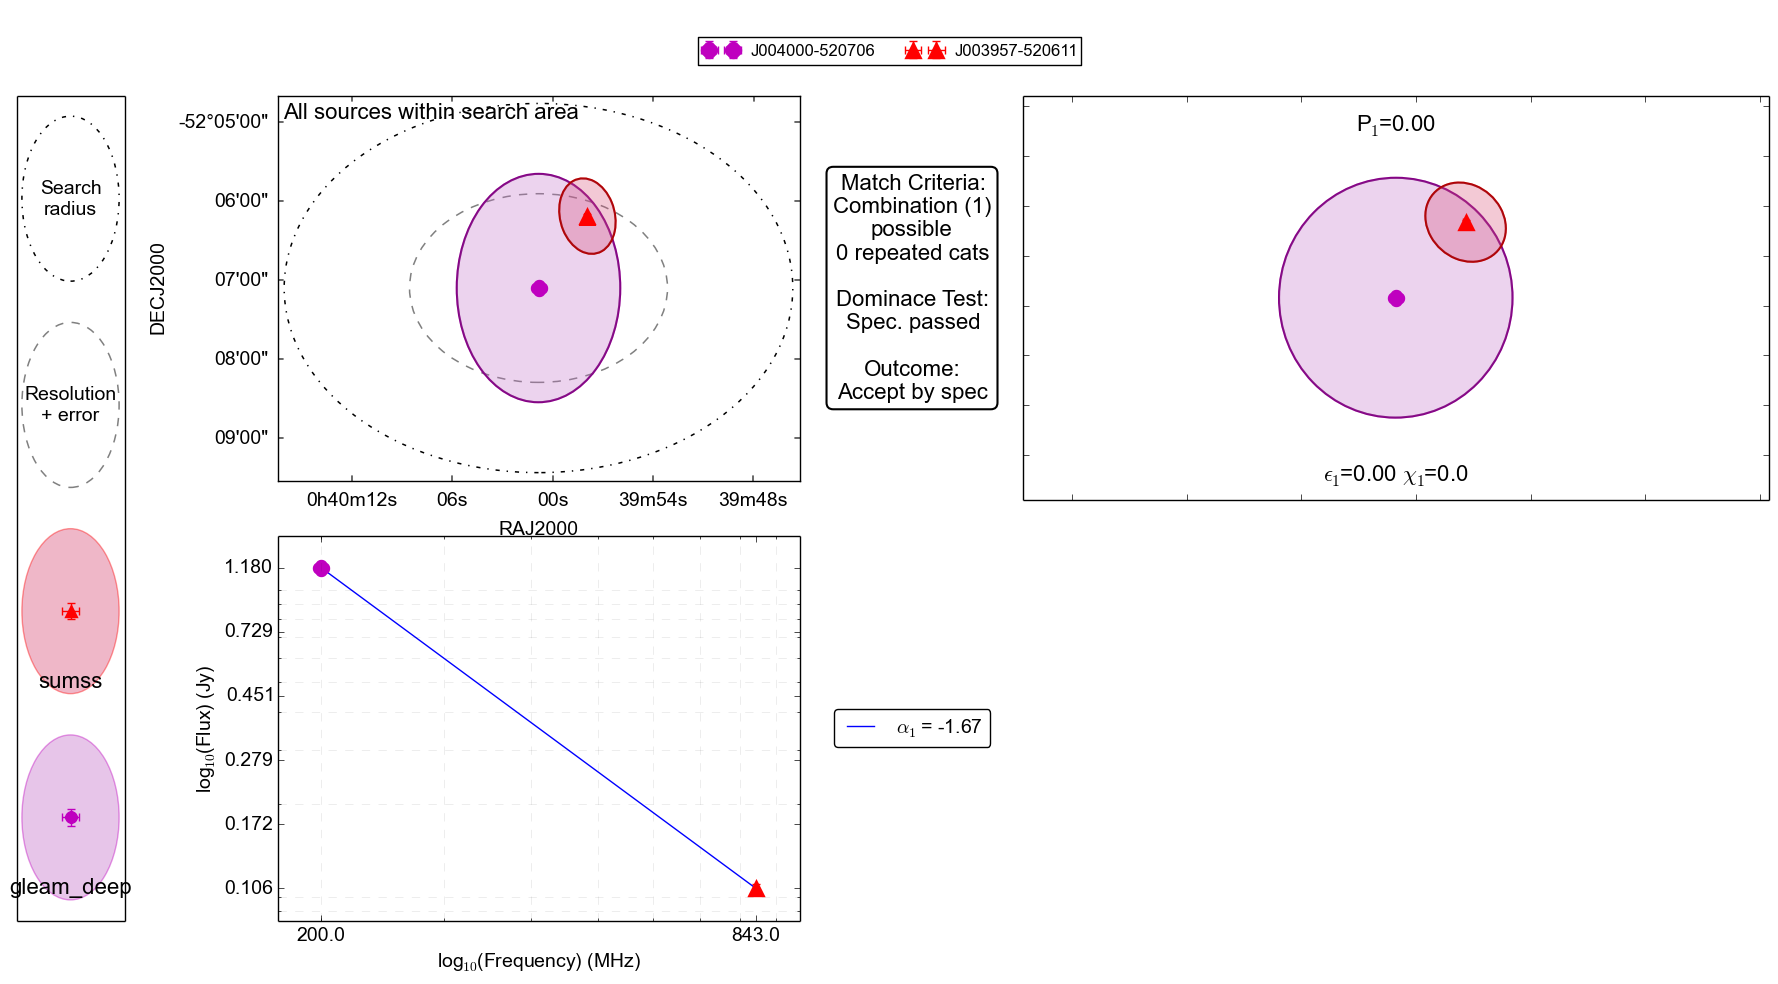 J004000-520706 J003957-520611
Search
radius
Resolution
+ error
sumss
gleam_deep
All sources within search area
DECJ2000
-52°05'00"
06'00"
07'00"
08'00"
09'00"
0h40m12s 06s 00s 39m54s 39m48s
RAJ2000
Match Criteria:
Combination (1)
possible
0 repeated cats
Dominace Test:
Spec. passed
Outcome:
Accept by spec
P₁=0.00
ϵ₁=0.00 χ₁=0.0
log₁₀(Flux) (Jy)
1.180
0.729
0.451
0.279
0.172
0.106
200.0 843.0
log₁₀(Frequency) (MHz)
α₁ = -1.67